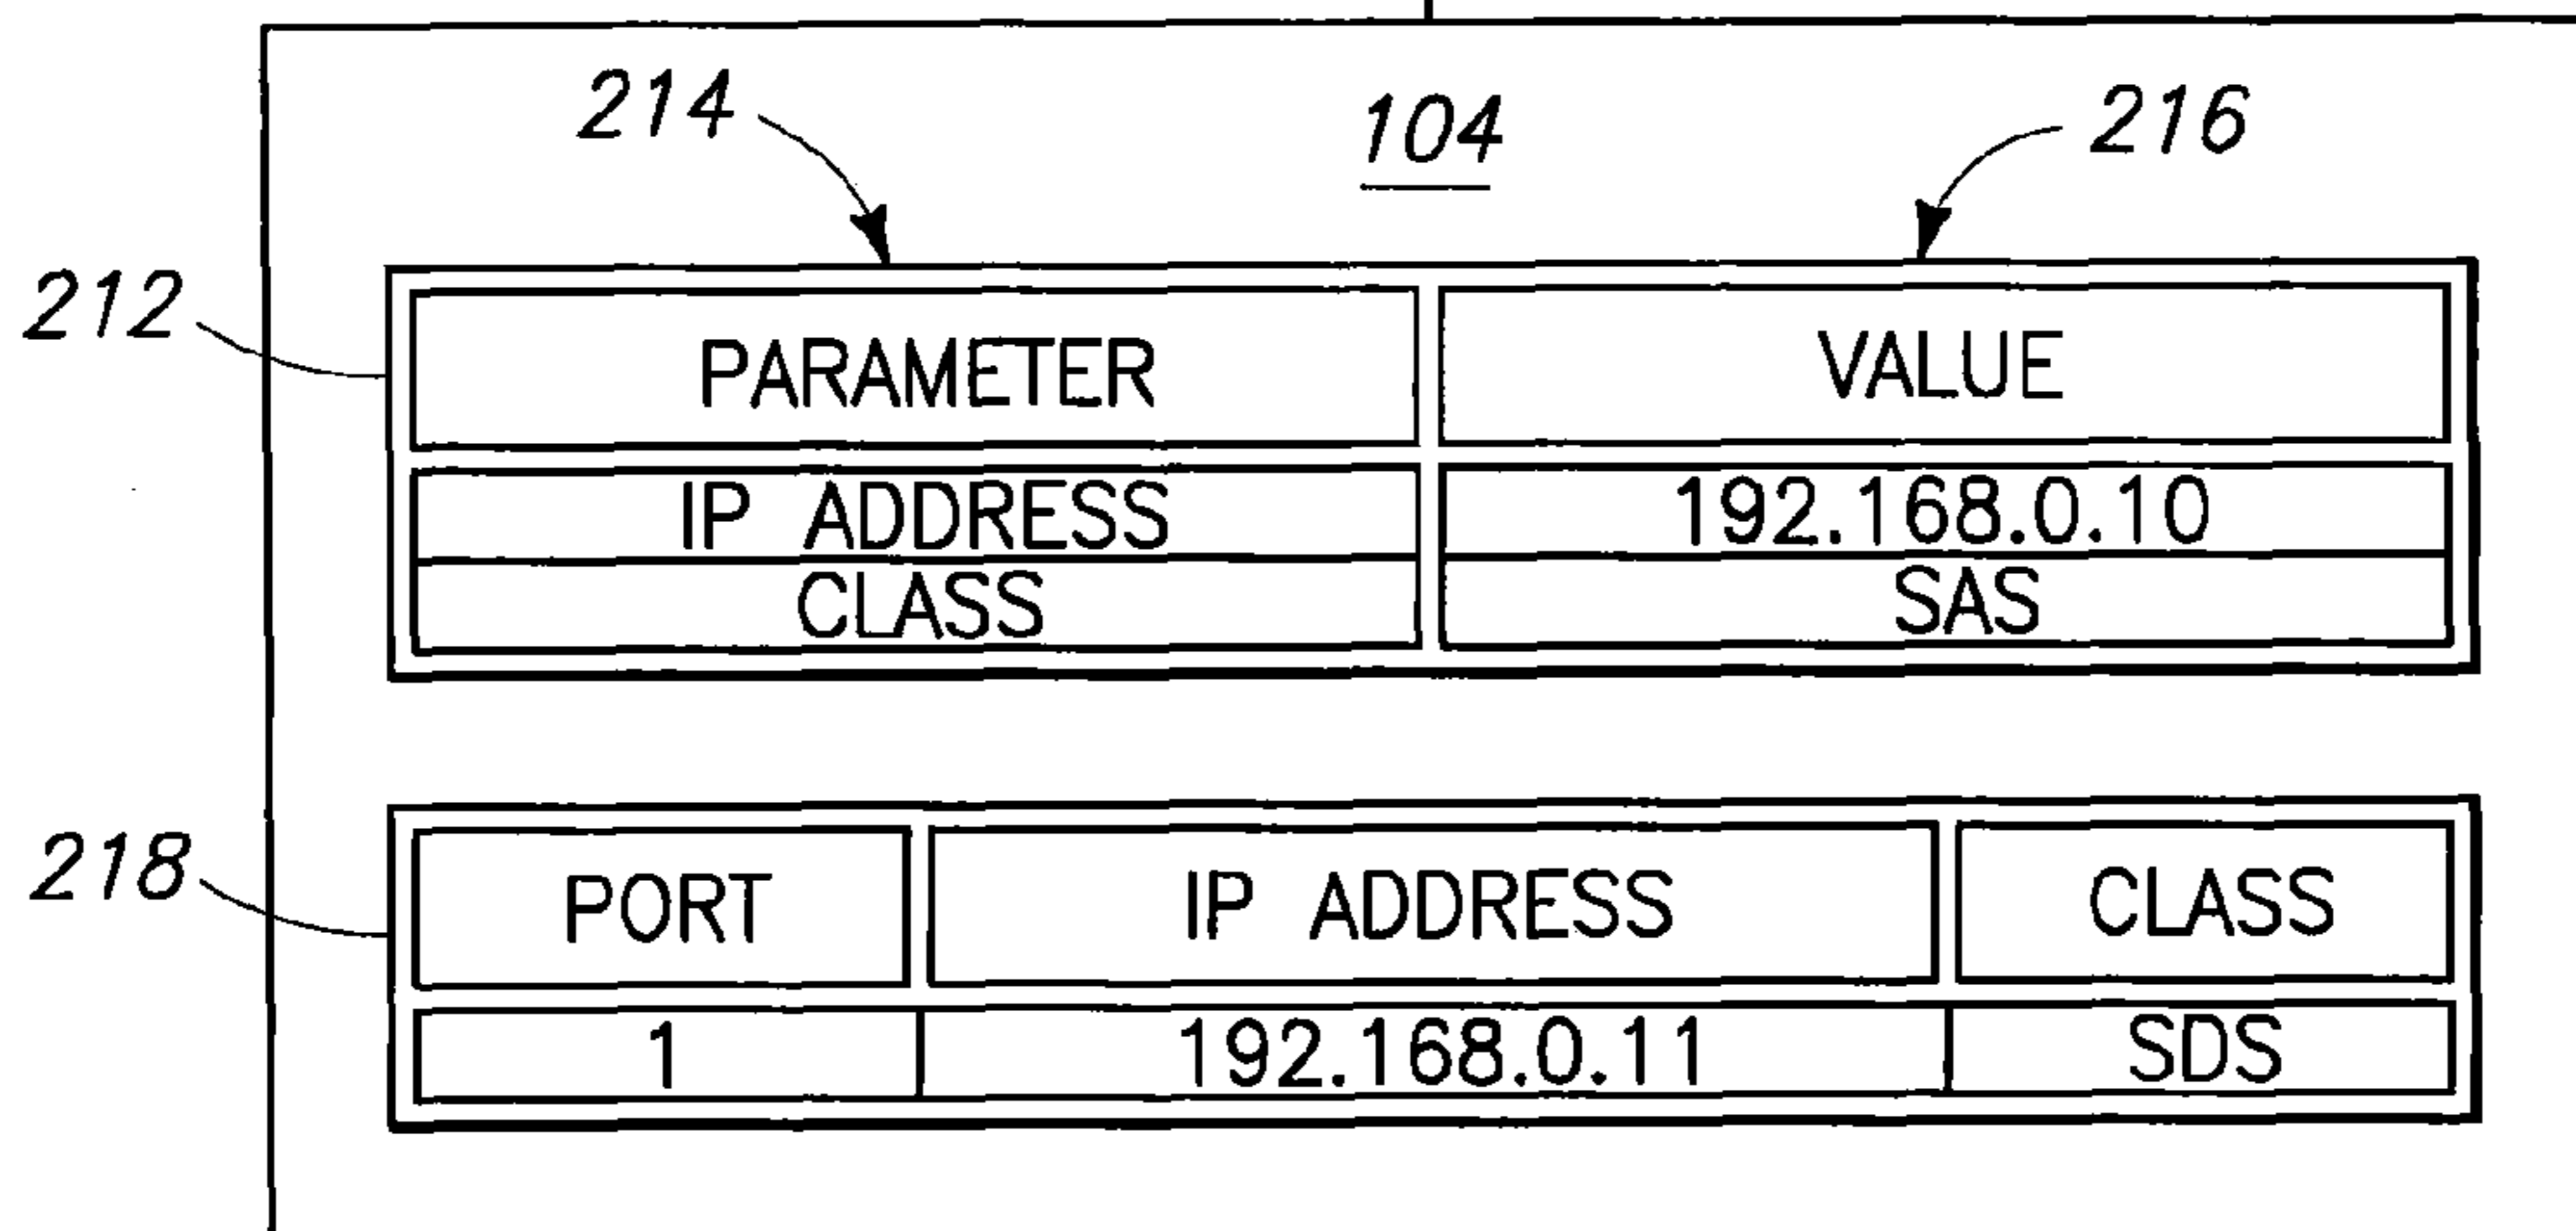 214 104 216
212
PARAMETER VALUE
IP ADDRESS 192.168.0.10
CLASS SAS
218
PORT IP ADDRESS CLASS
1 192.168.0.11 SDS